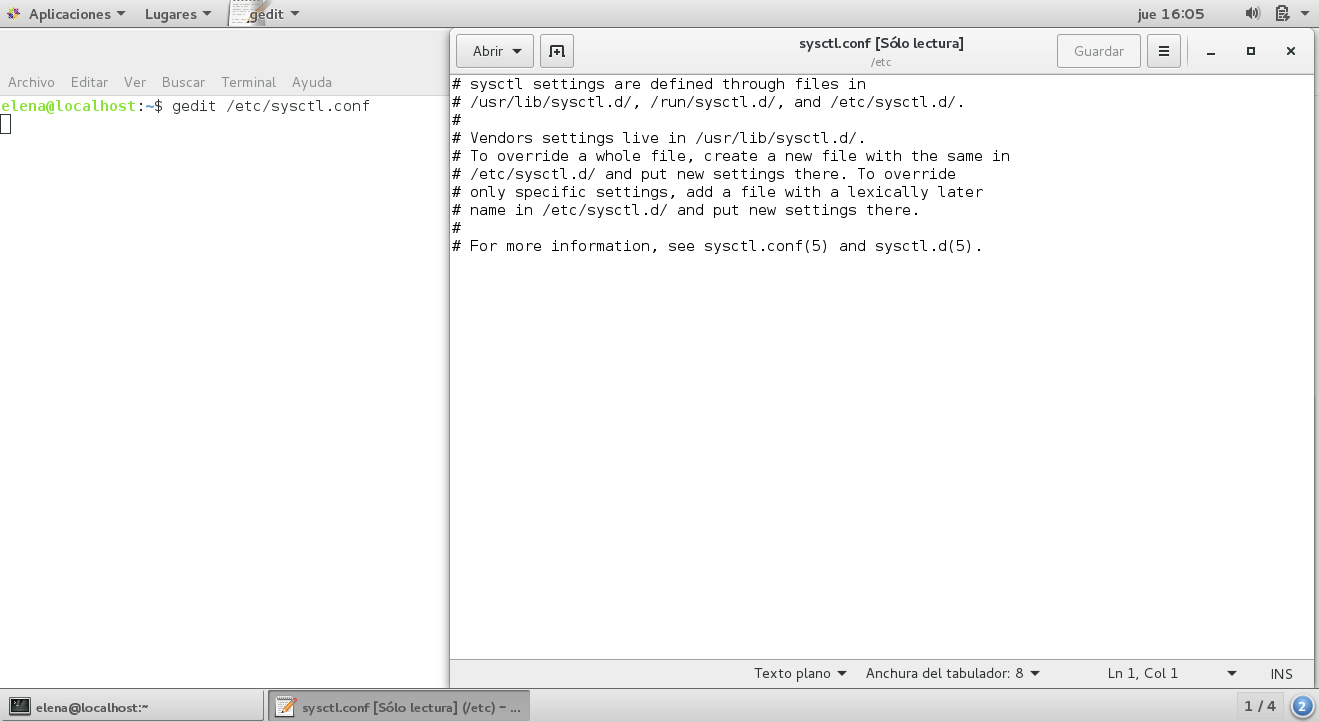 Aplicaciones Lugares gedit jue 16:05
Abrir sysctl.conf [Sólo lectura] Guardar
/etc
Archivo Editar Ver Buscar Terminal Ayuda
elena@localhost:~$ gedit /etc/sysctl.conf
# sysctl settings are defined through files in
# /usr/lib/sysctl.d/, /run/sysctl.d/, and /etc/sysctl.d/.
#
# Vendors settings live in /usr/lib/sysctl.d/.
# To override a whole file, create a new file with the same in
# /etc/sysctl.d/ and put new settings there. To override
# only specific settings, add a file with a lexically later
# name in /etc/sysctl.d/ and put new settings there.
#
# For more information, see sysctl.conf(5) and sysctl.d(5).
Texto plano Anchura del tabulador: 8 Ln 1, Col 1 INS
elena@localhost:~ sysctl.conf [Sólo lectura] (/etc) – ... 1 / 4 2